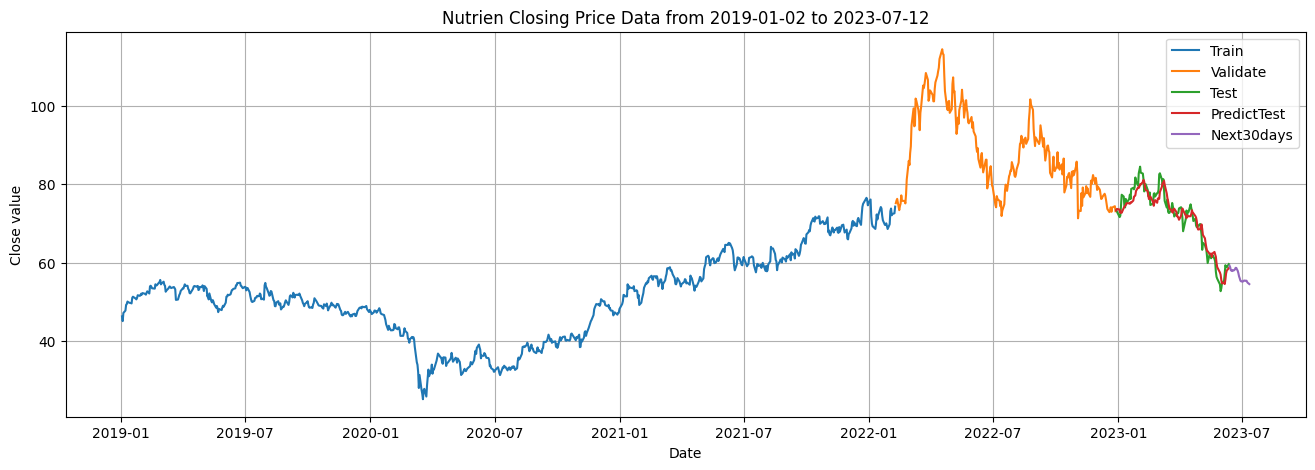 Nutrien Closing Price Data from 2019-01-02 to 2023-07-12
Train
Validate
Test
PredictTest
Next30days
Close value
100
80
60
40
2019-01
2019-07
2020-01
2020-07
2021-01
2021-07
2022-01
2022-07
2023-01
2023-07
Date